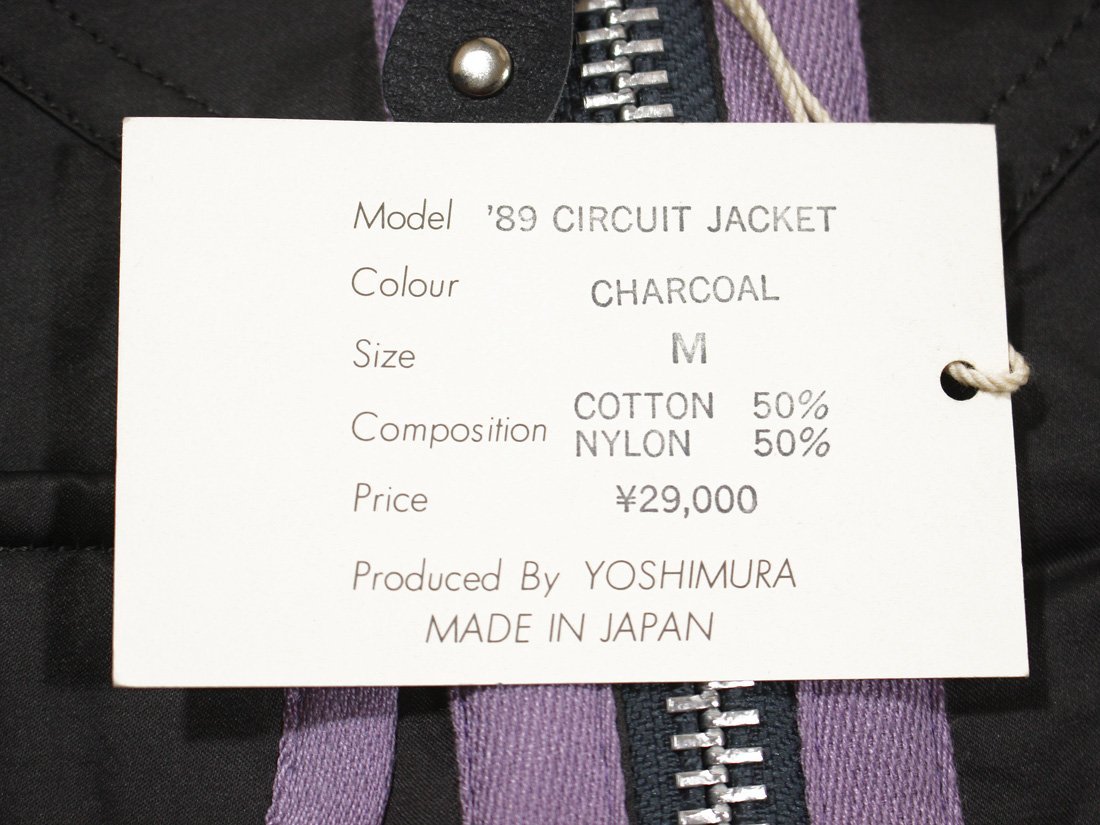 Model '89 CIRCUIT JACKET
Colour CHARCOAL
Size M
Composition COTTON 50%
NYLON 50%
Price ¥29,000
Produced By YOSHIMURA
MADE IN JAPAN